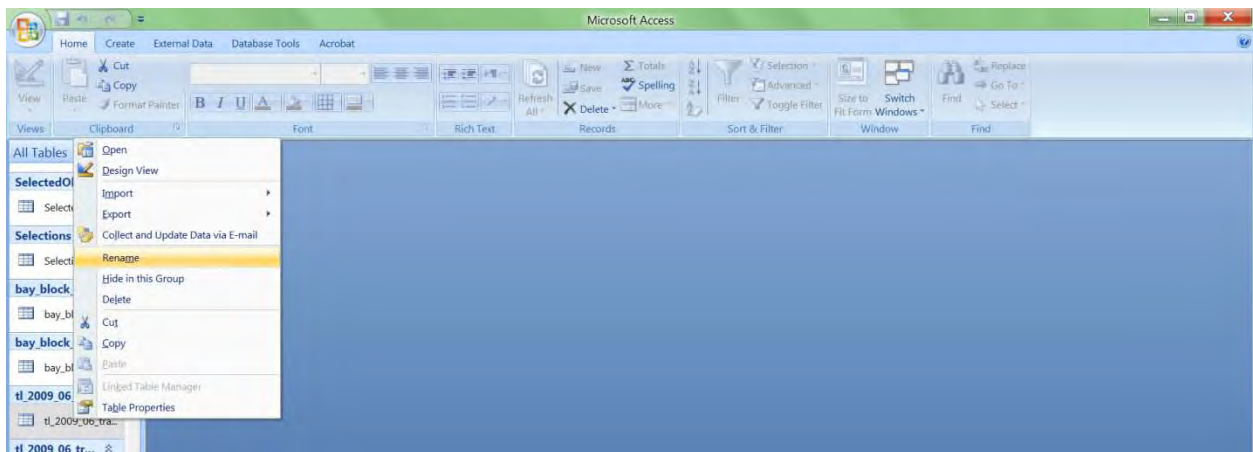 Microsoft Access
Home Create External Data Database Tools Acrobat
View
Paste
Cut
Copy
Format Painter
B I U A
Refresh All
New
Save
Delete
Totals
Spelling
More
Filter
Selection
Advanced
Toggle Filter
Size to Fit Form
Switch Windows
Find
Replace
Go To
Select
Views Clipboard Font Rich Text Records Sort & Filter Window Find
All Tables
SelectedOl
Selecte
Selections
Selecti
bay_block_
bay_bl
bay_block_
bay_bl
tl_2009_06
tl_2009_06_tra...
tl_2009_06_tr...
Open
Design View
Import
Export
Collect and Update Data via E-mail
Rename
Hide in this Group
Delete
Cut
Copy
Paste
Linked Table Manager
Table Properties